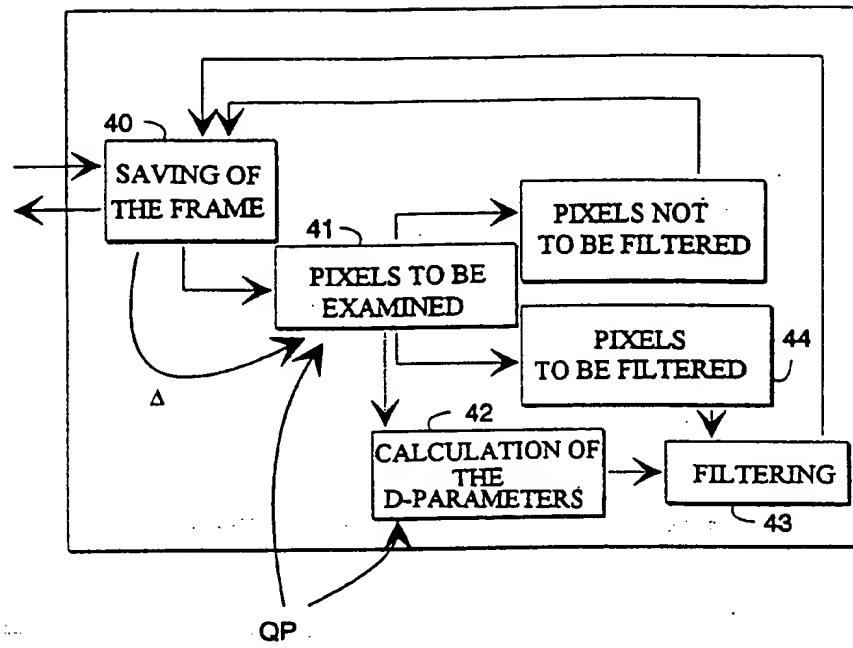 40
SAVING OF
THE FRAME
41
PIXELS TO BE
EXAMINED
PIXELS NOT
TO BE FILTERED
PIXELS
TO BE FILTERED
44
Δ
42
CALCULATION OF
THE
D-PARAMETERS
FILTERING
43
QP